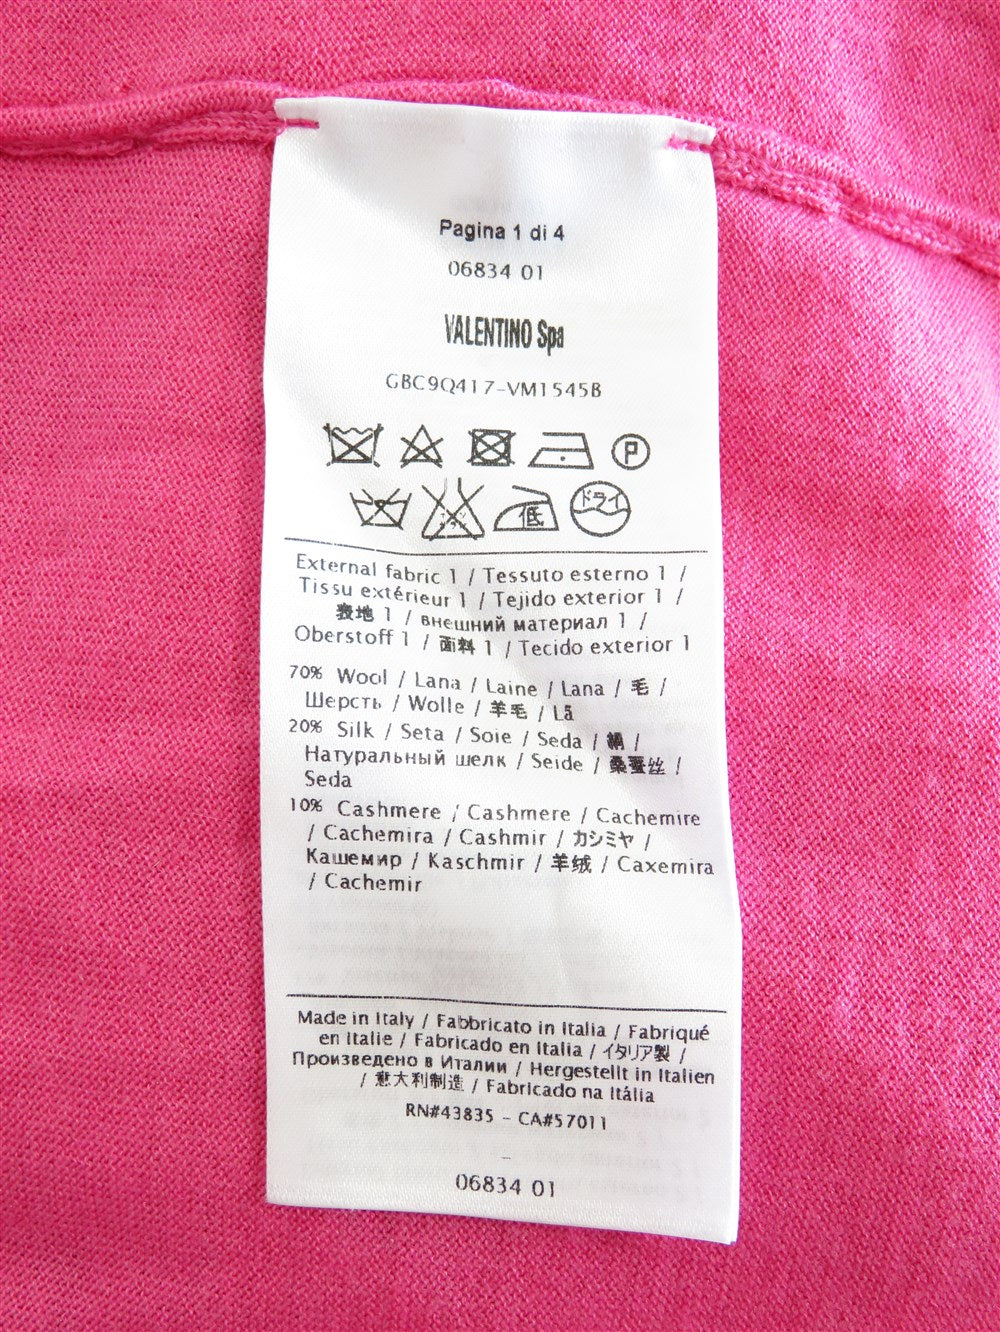 Pagina 1 di 4
06834 01
VALENTINO Spa
GBC9Q417-VM1545B
P
低 ドライ
External fabric 1 / Tessuto esterno 1 /
Tissu extérieur 1 / Tejido exterior 1 /
表地 1 / внешний материал 1 /
Oberstoff 1 / 面料 1 / Tecido exterior 1
70% Wool / Lana / Laine / Lana / 毛 /
Шерсть / Wolle / 羊毛 / Lã
20% Silk / Seta / Soie / Seda / 絹 /
Натуральный шелк / Seide / 桑蚕丝 /
Seda
10% Cashmere / Cashmere / Cachemire
/ Cachemira / Cashmir / カシミヤ /
Кашемир / Kaschmir / 羊绒 / Caxemira
/ Cachemir
Made in Italy / Fabbricato in Italia / Fabriqué
en Italie / Fabricado en Italia / イタリア製 /
Произведено в Италии / Hergestellt in Italien
/ 意大利制造 / Fabricado na Itália
RN#43835 - CA#57011
-
06834 01